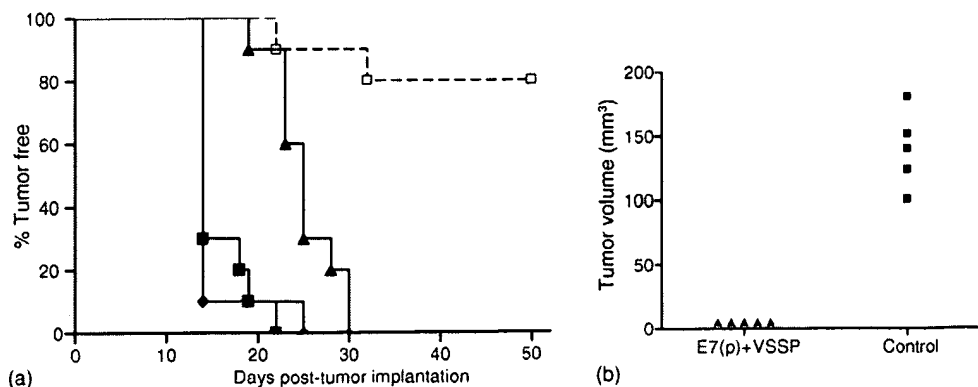 100
80
60
40
20
0
% Tumor free
0
10
20
30
40
50
Days post-tumor implantation
(a)
200
150
100
50
0
Tumor volume (mm³)
E7(p)+VSSP
Control
(b)